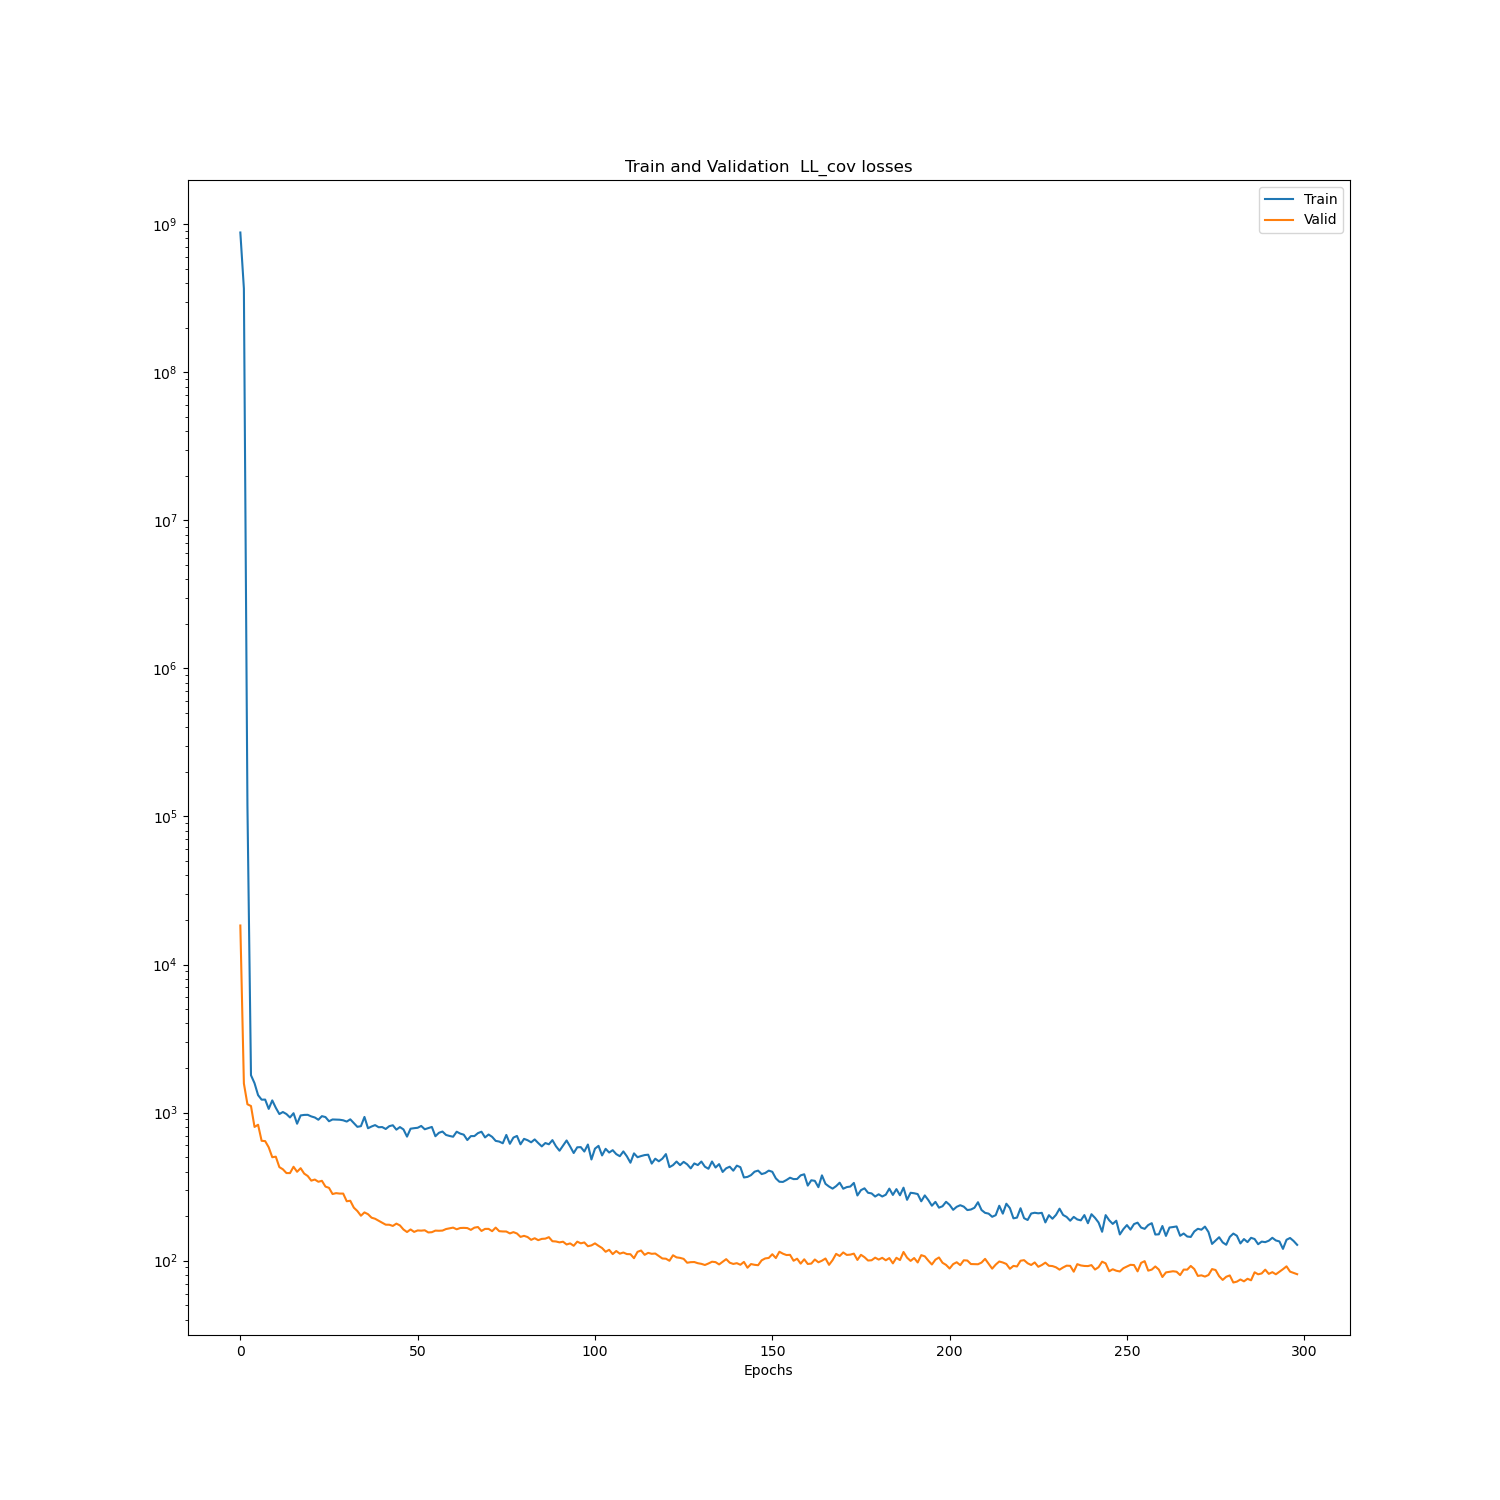 Train and Validation  LL_cov losses
Train
Valid
10⁹
10⁸
10⁷
10⁶
10⁵
10⁴
10³
10²
0 50 100 150 200 250 300
Epochs